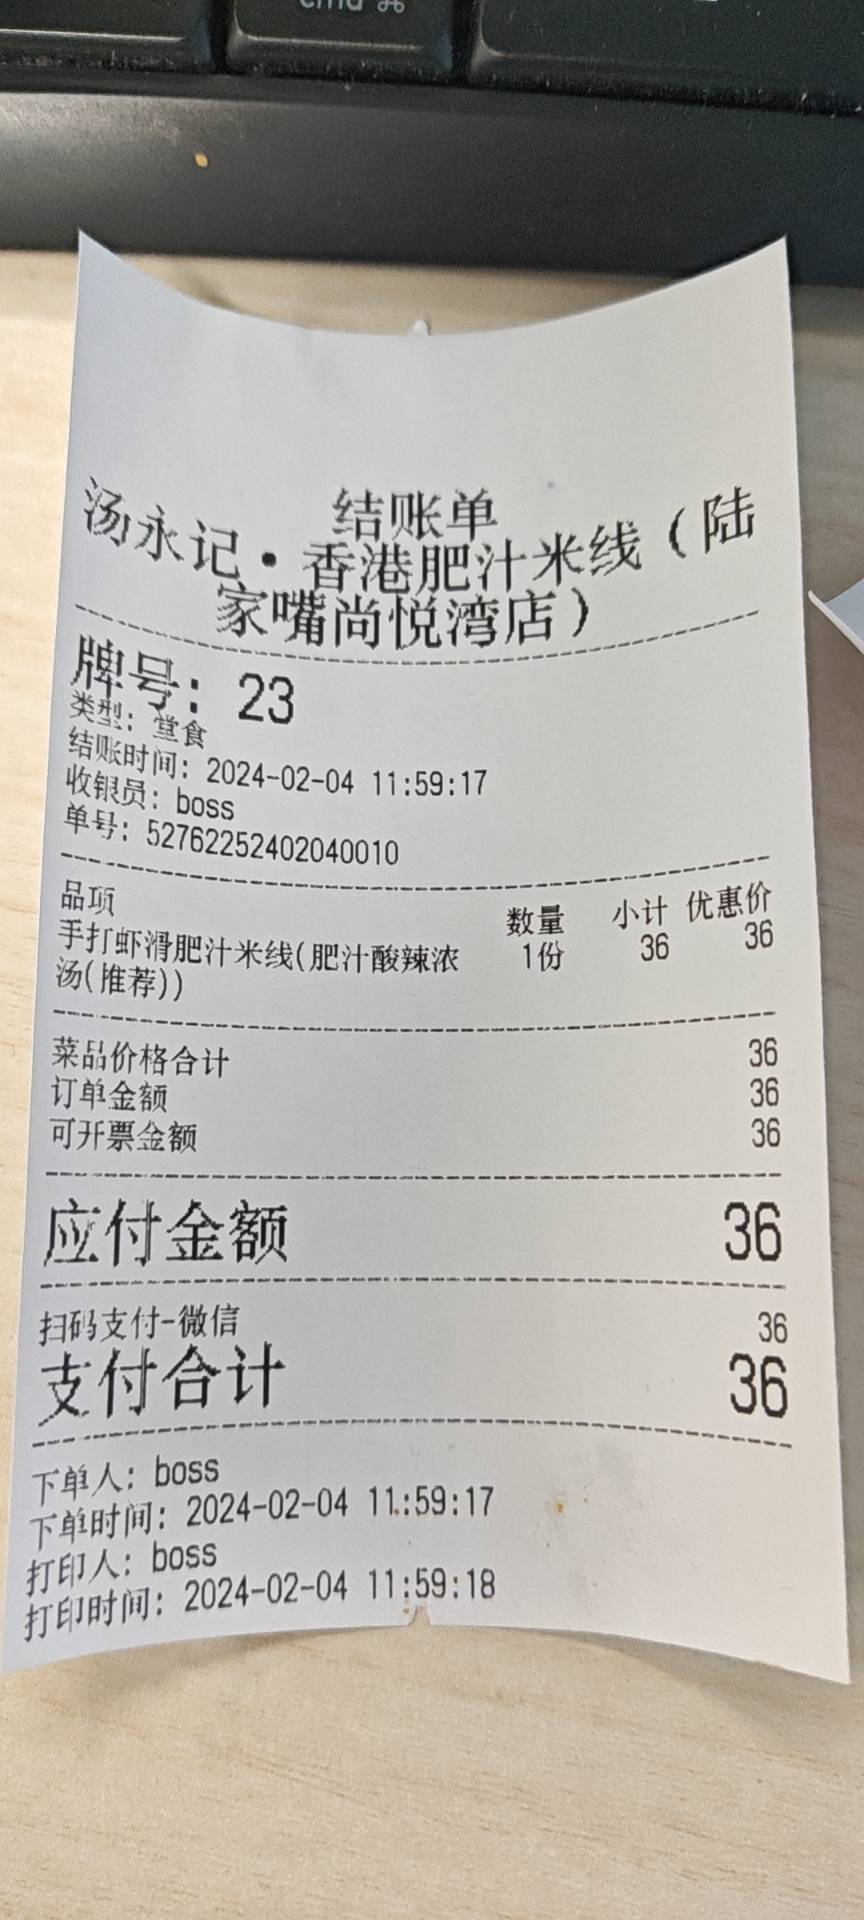 cmd ⌘
结账单
汤永记·香港肥汁米线(陆
家嘴尚悦湾店)
牌号: 23
类型: 堂食
结账时间: 2024-02-04 11:59:17
收银员: boss
单号: 52762252402040010
品项 数量 小计 优惠价
手打虾滑肥汁米线(肥汁酸辣浓 1份 36 36
汤(推荐))
菜品价格合计 36
订单金额 36
可开票金额 36
应付金额 36
扫码支付-微信 36
支付合计 36
下单人: boss
下单时间: 2024-02-04 11:59:17
打印人: boss
打印时间: 2024-02-04 11:59:18